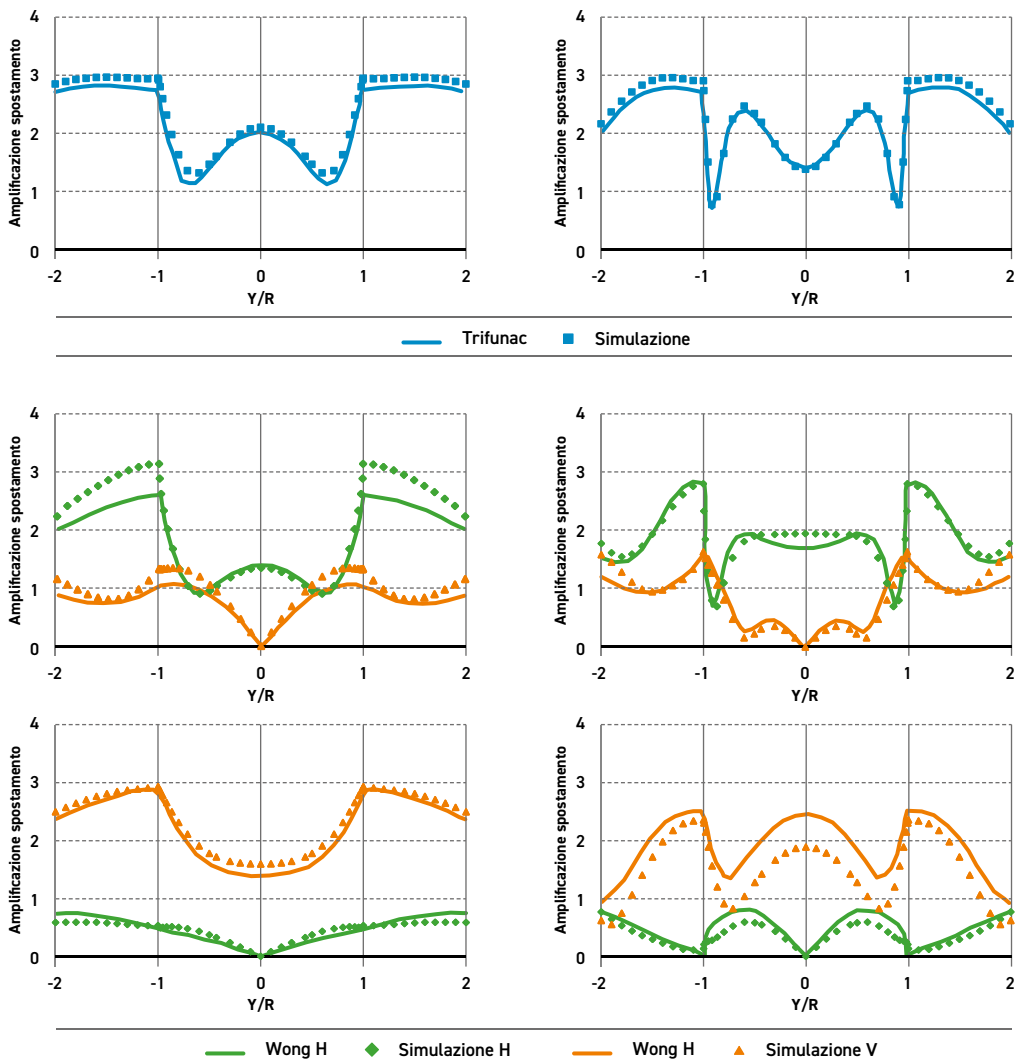 4
3
2
1
0
Amplificazione spostamento
-2 -1 0 1 2
Y/R
4
3
2
1
0
Amplificazione spostamento
-2 -1 0 1 2
Y/R
Trifunac Simulazione
4
3
2
1
0
Amplificazione spostamento
-2 -1 0 1 2
Y/R
4
3
2
1
0
Amplificazione spostamento
-2 -1 0 1 2
Y/R
4
3
2
1
0
Amplificazione spostamento
-2 -1 0 1 2
Y/R
4
3
2
1
0
Amplificazione spostamento
-2 -1 0 1 2
Y/R
Wong H Simulazione H Wong H Simulazione V